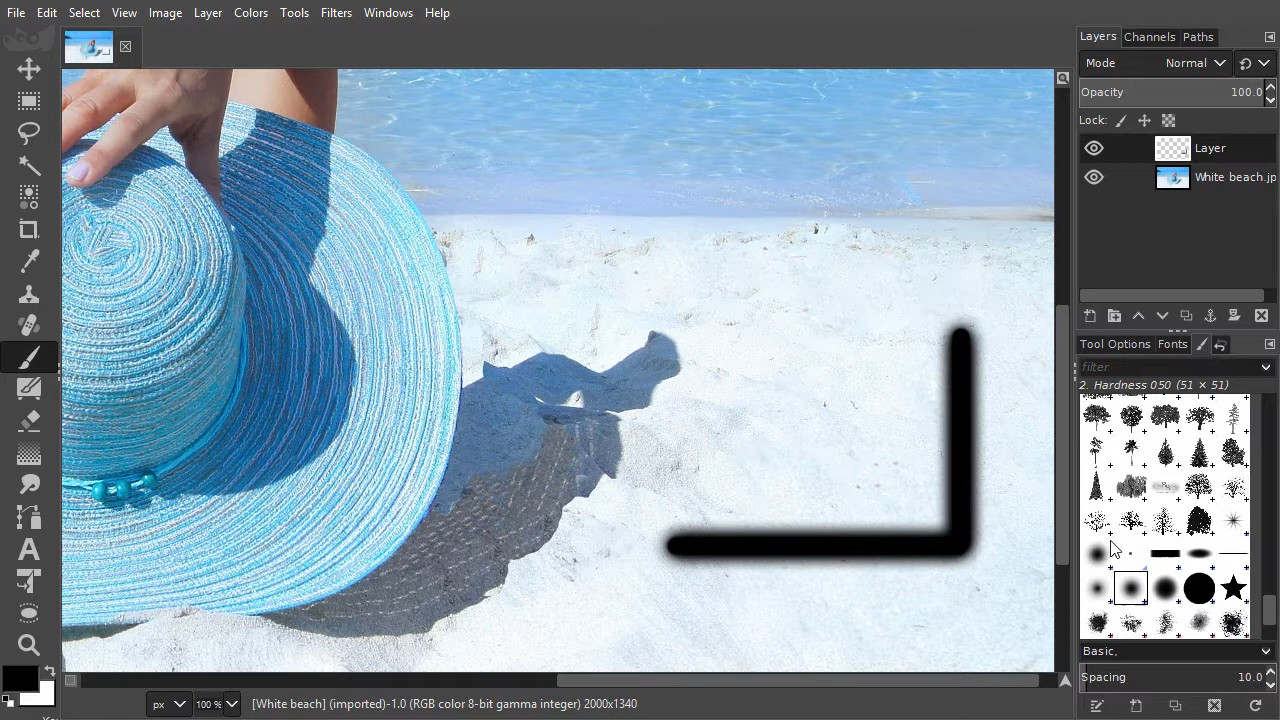 File Edit Select View Image Layer Colors Tools Filters Windows Help
Layers Channels Paths
Mode Normal
Opacity 100.0
Lock:
Layer
White beach.jp
Tool Options Fonts
filter
2. Hardness 050 (51 × 51)
Basic,
Spacing 10.0
px 100 % [White beach] (imported)-1.0 (RGB color 8-bit gamma integer) 2000x1340